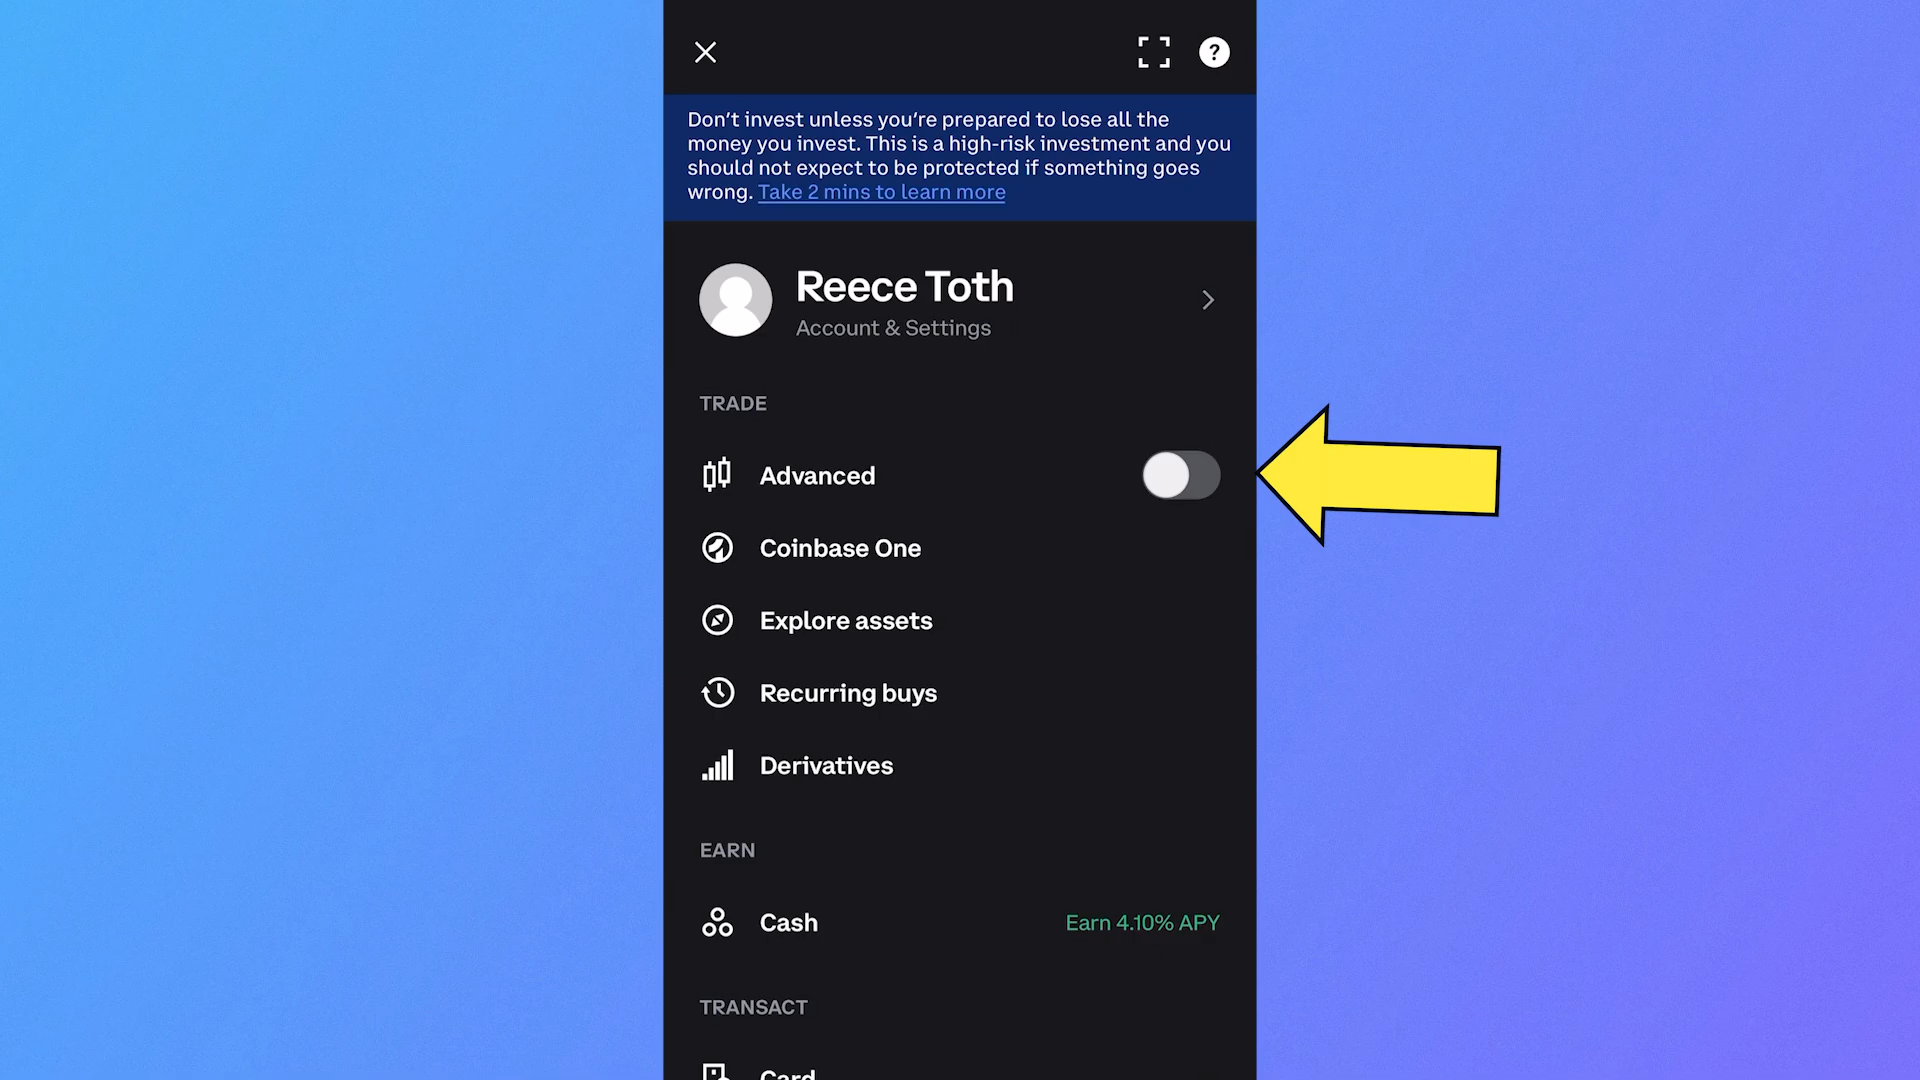 Don't invest unless you're prepared to lose all the
money you invest. This is a high-risk investment and you
should not expect to be protected if something goes
wrong. Take 2 mins to learn more
Reece Toth
Account & Settings
TRADE
Advanced
Coinbase One
Explore assets
Recurring buys
Derivatives
EARN
Cash Earn 4.10% APY
TRANSACT
Card